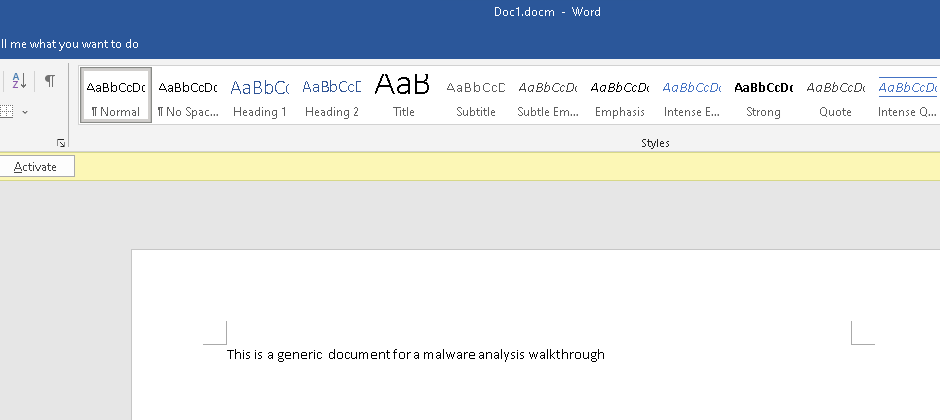 Doc1.docm - Word
ll me what you want to do
AaBbCcDc AaBbCcDc AaBbCc AaBbCcE AaB AaBbCcD AaBbCcDc AaBbCcDc AaBbCcDc AaBbCcDc AaBbCcDc AaBbCcDc
¶ Normal ¶ No Spac... Heading 1 Heading 2 Title Subtitle Subtle Em... Emphasis Intense E... Strong Quote Intense Q...
Styles
Activate
This is a generic document for a malware analysis walkthrough